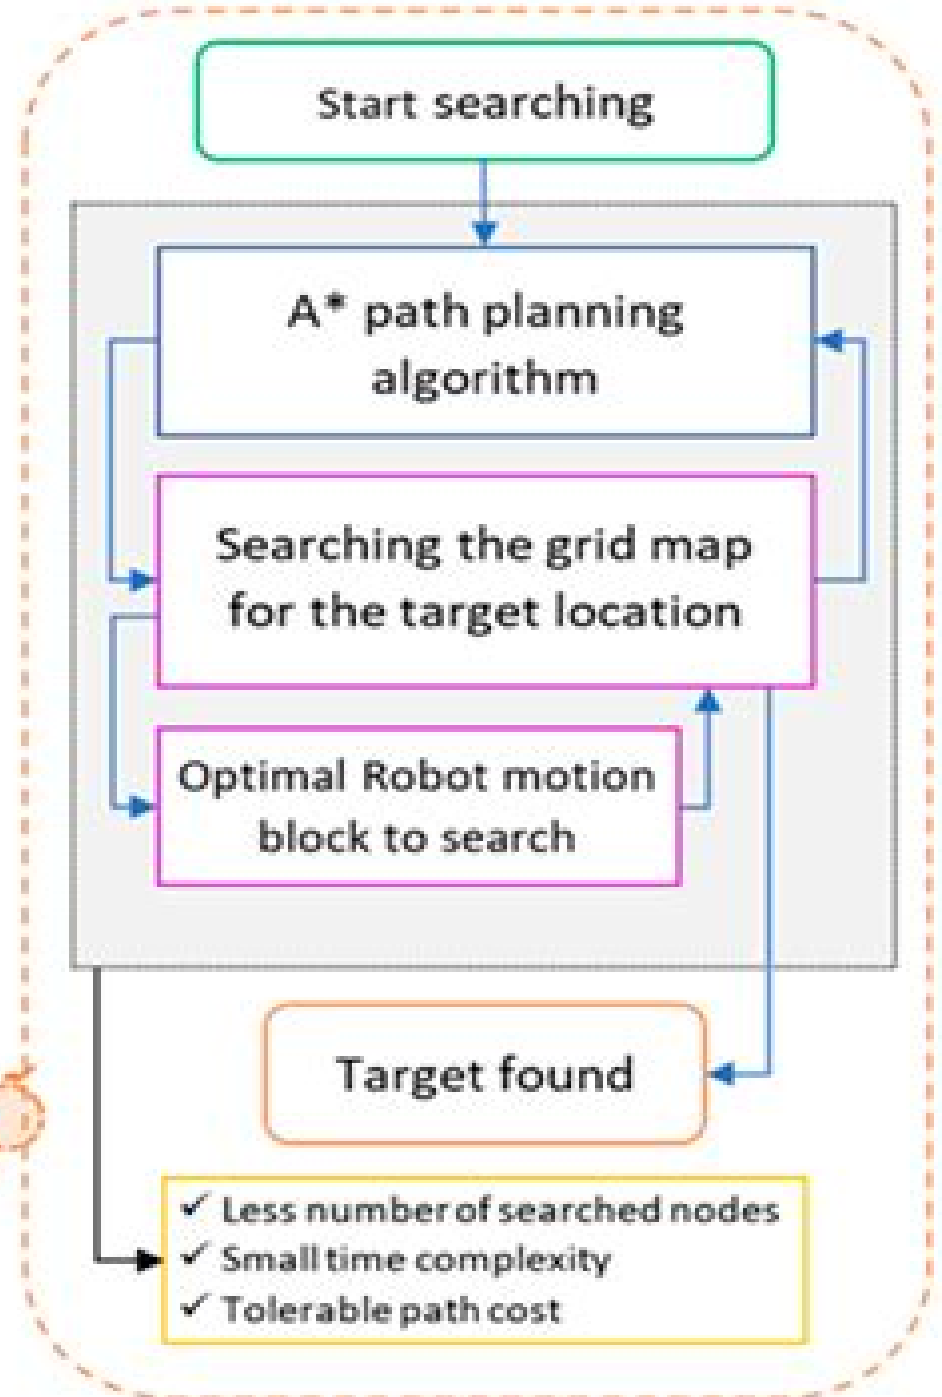 Start searching
A* path planning
algorithm
Searching the grid map
for the target location
Optimal Robot motion
block to search
Target found
✓ Less number of searched nodes
✓ Small time complexity
✓ Tolerable path cost